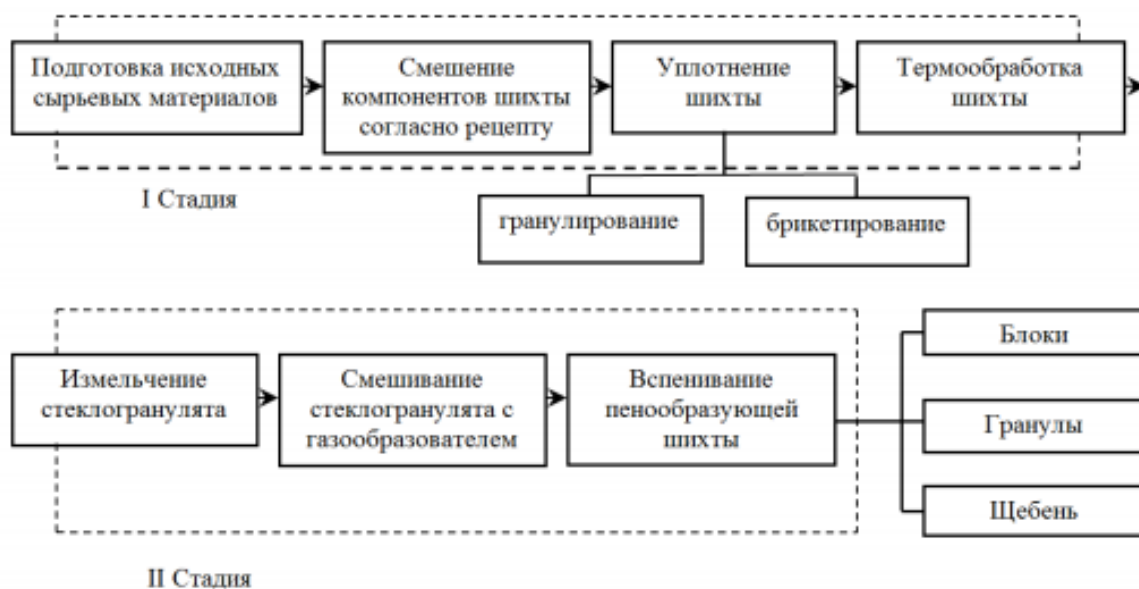 Подготовка исходных
сырьевых материалов
Смешение
компонентов шихты
согласно рецепту
Уплотнение
шихты
Термообработка
шихты
I Стадия
гранулирование
брикетирование
Измельчение
стеклогранулята
Смешивание
стеклогранулята с
газообразователем
Вспенивание
пенообразующей
шихты
Блоки
Гранулы
Щебень
II Стадия